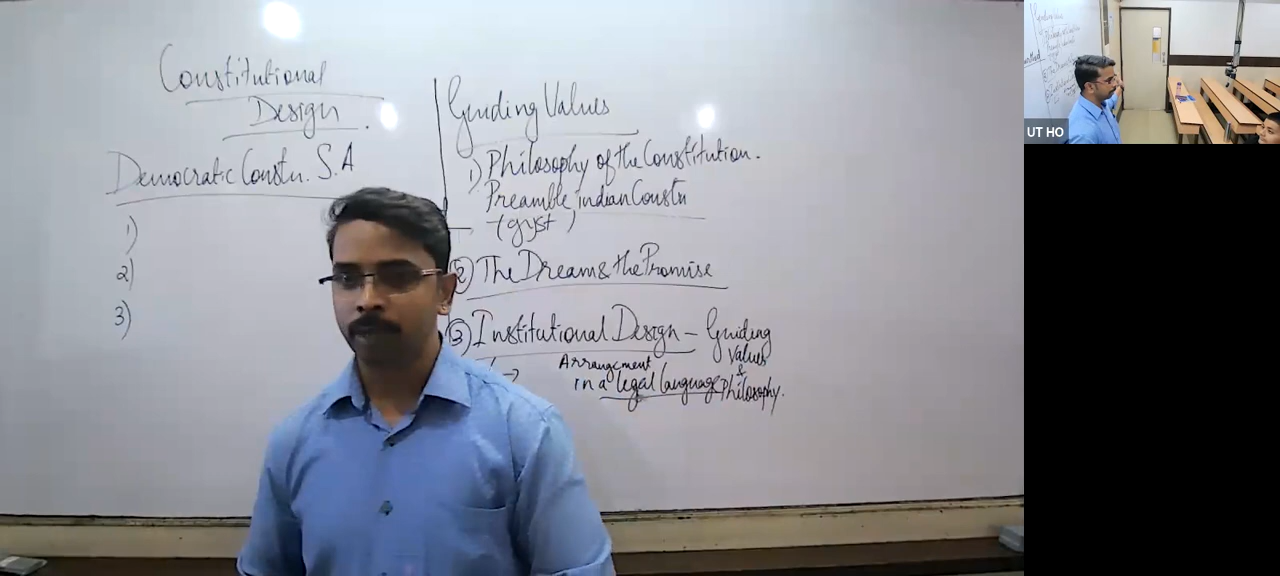 Constitutional
Design.
Democratic Constn. S.A
1)
2)
3)
Guiding Values
1) Philosophy of the Constitution.
Preamble indian Constn
(gyst)
② The Dream & the Promise
③ Institutional Design - Guiding
Values
&
Philosophy.
Arrangement
in a legal language
UT HO